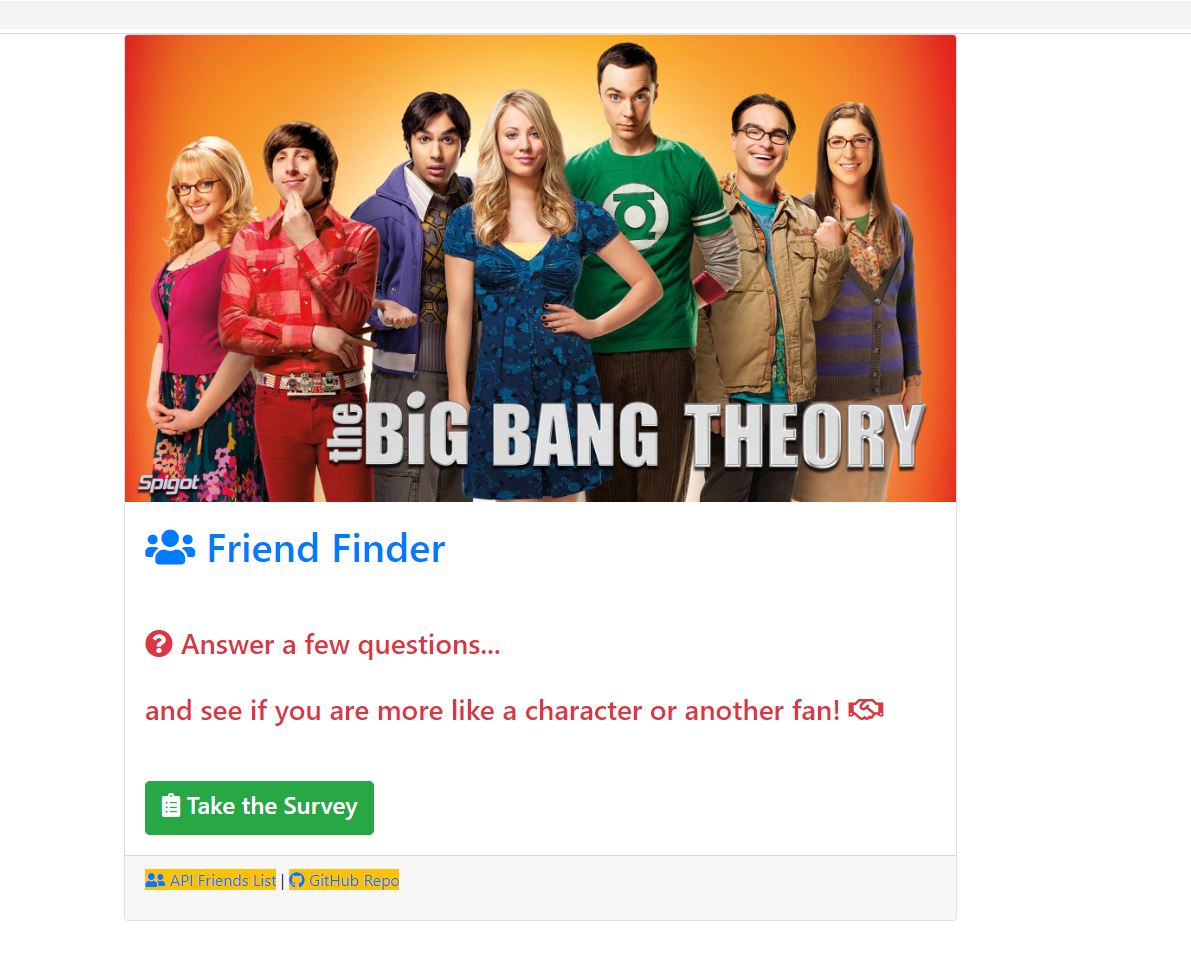 the BiG BANG THEORY
Spigot
Friend Finder
Answer a few questions...
and see if you are more like a character or another fan!
Take the Survey
API Friends List | GitHub Repo